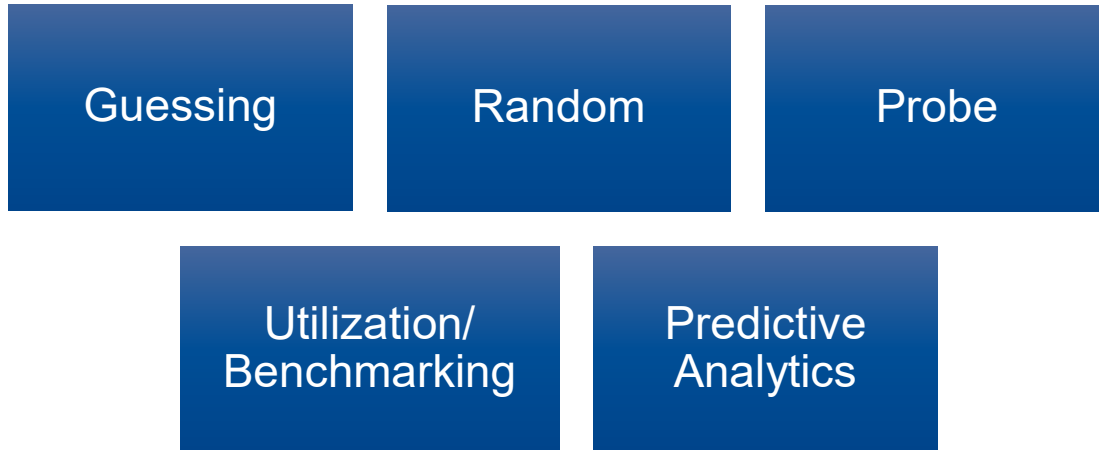 Guessing
Random
Probe
Utilization/
Benchmarking
Predictive
Analytics